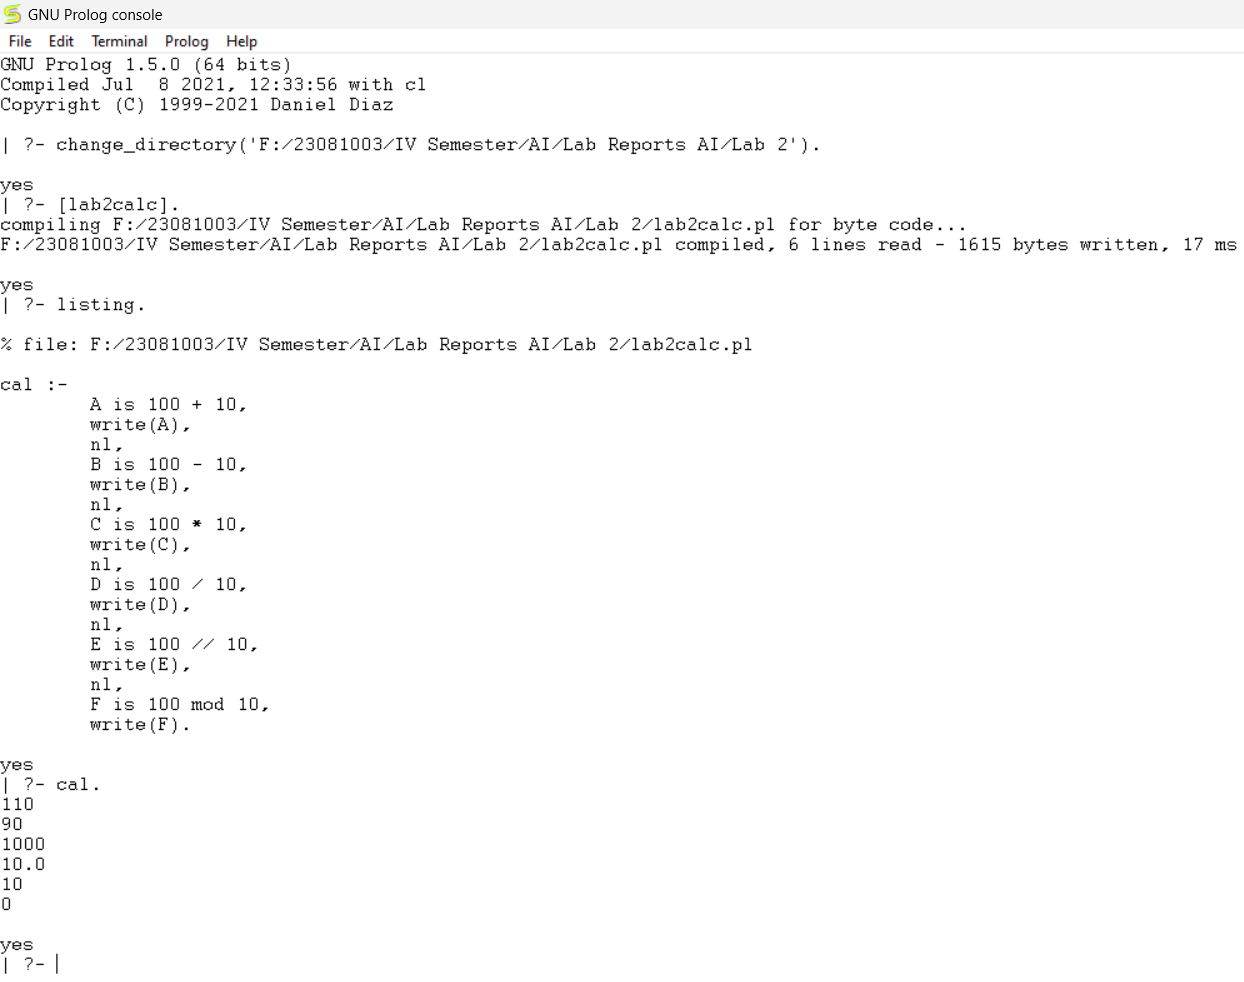 GNU Prolog console
File Edit Terminal Prolog Help
GNU Prolog 1.5.0 (64 bits)
Compiled Jul  8 2021, 12:33:56 with cl
Copyright (C) 1999-2021 Daniel Diaz
| ?- change_directory('F:/23081003/IV Semester/AI/Lab Reports AI/Lab 2').
yes
| ?- [lab2calc].
compiling F:/23081003/IV Semester/AI/Lab Reports AI/Lab 2/lab2calc.pl for byte code...
F:/23081003/IV Semester/AI/Lab Reports AI/Lab 2/lab2calc.pl compiled, 6 lines read - 1615 bytes written, 17 ms
yes
| ?- listing.
% file: F:/23081003/IV Semester/AI/Lab Reports AI/Lab 2/lab2calc.pl
cal :-
        A is 100 + 10,
        write(A),
        nl,
        B is 100 - 10,
        write(B),
        nl,
        C is 100 * 10,
        write(C),
        nl,
        D is 100 / 10,
        write(D),
        nl,
        E is 100 // 10,
        write(E),
        nl,
        F is 100 mod 10,
        write(F).
yes
| ?- cal.
110
90
1000
10.0
10
0
yes
| ?-